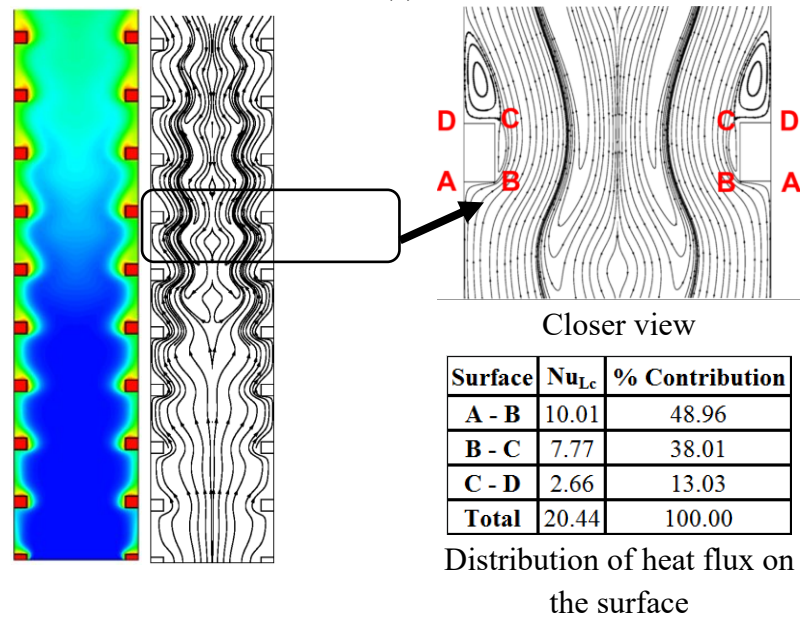 D C C D
A B B A
Closer view
Surface Nu_Lc % Contribution
A - B 10.01 48.96
B - C 7.77 38.01
C - D 2.66 13.03
Total 20.44 100.00
Distribution of heat flux on
the surface